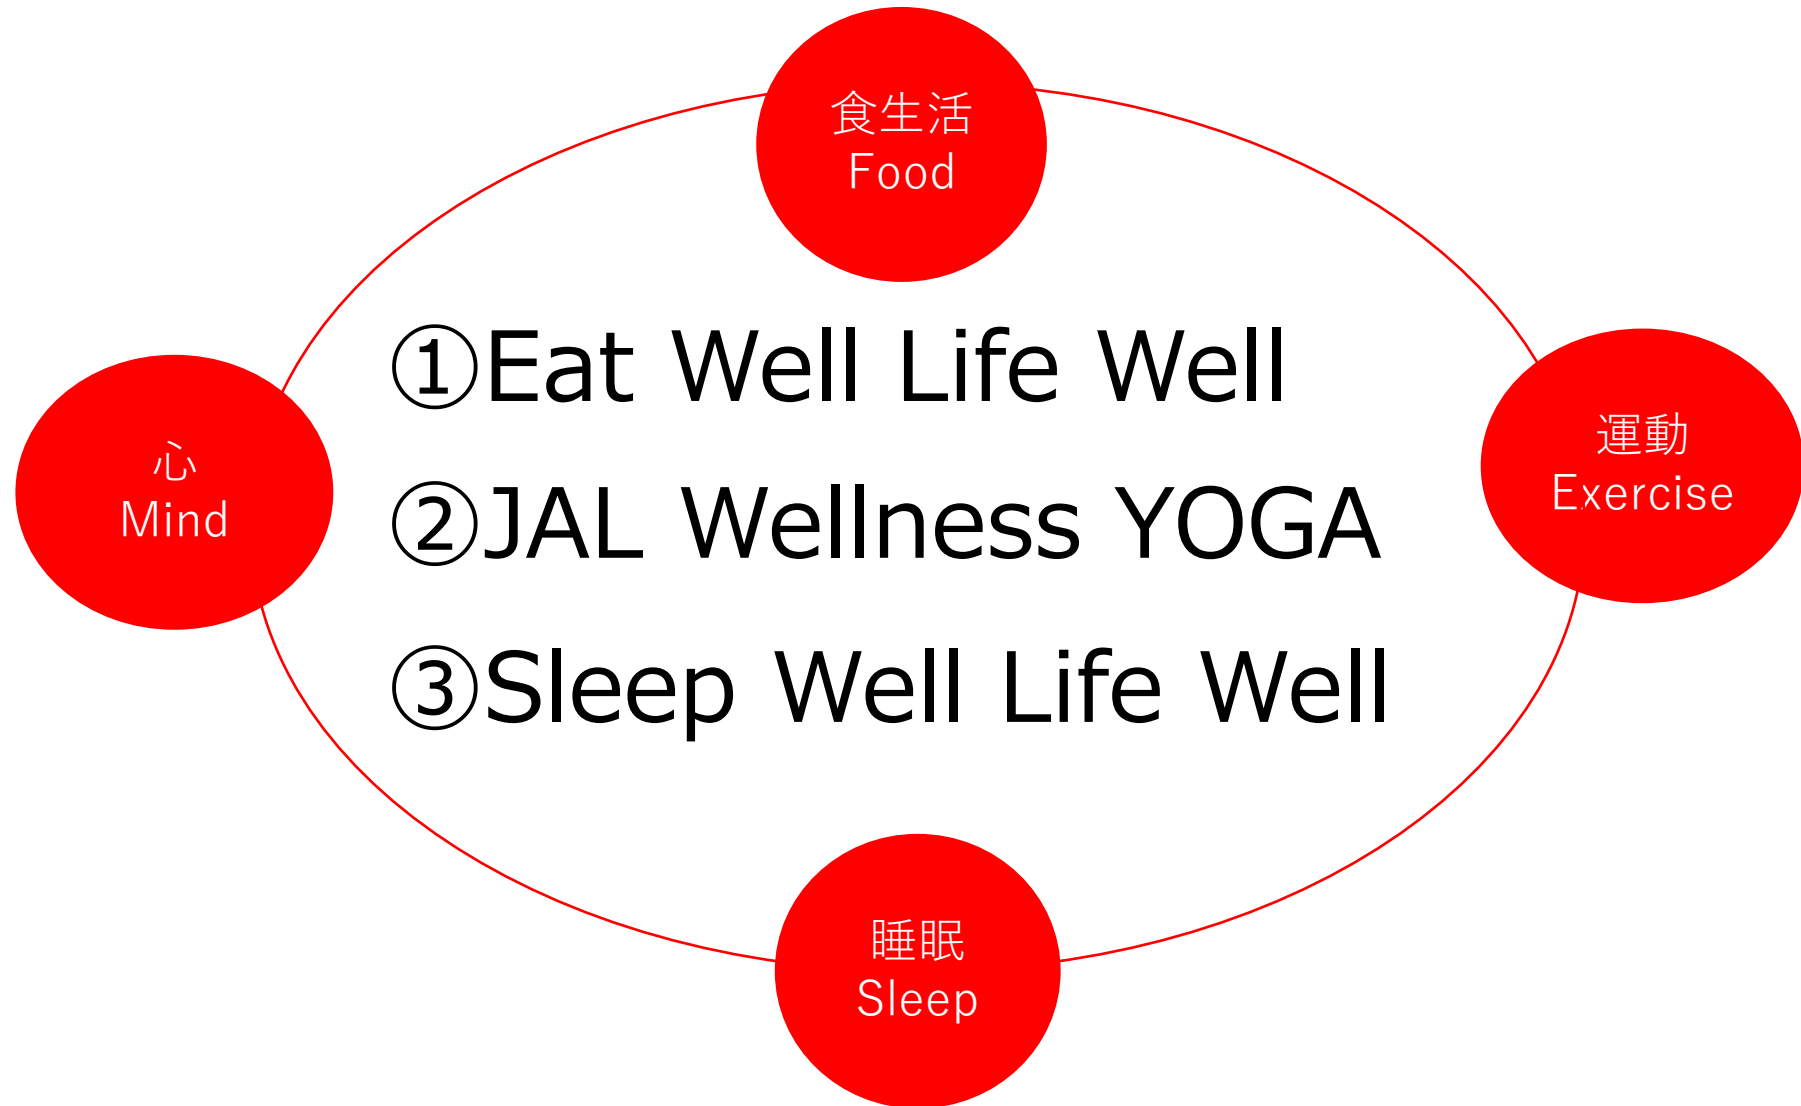 食生活
Food
①Eat Well Life Well
心
Mind
運動
Exercise
②JAL Wellness YOGA
③Sleep Well Life Well
睡眠
Sleep